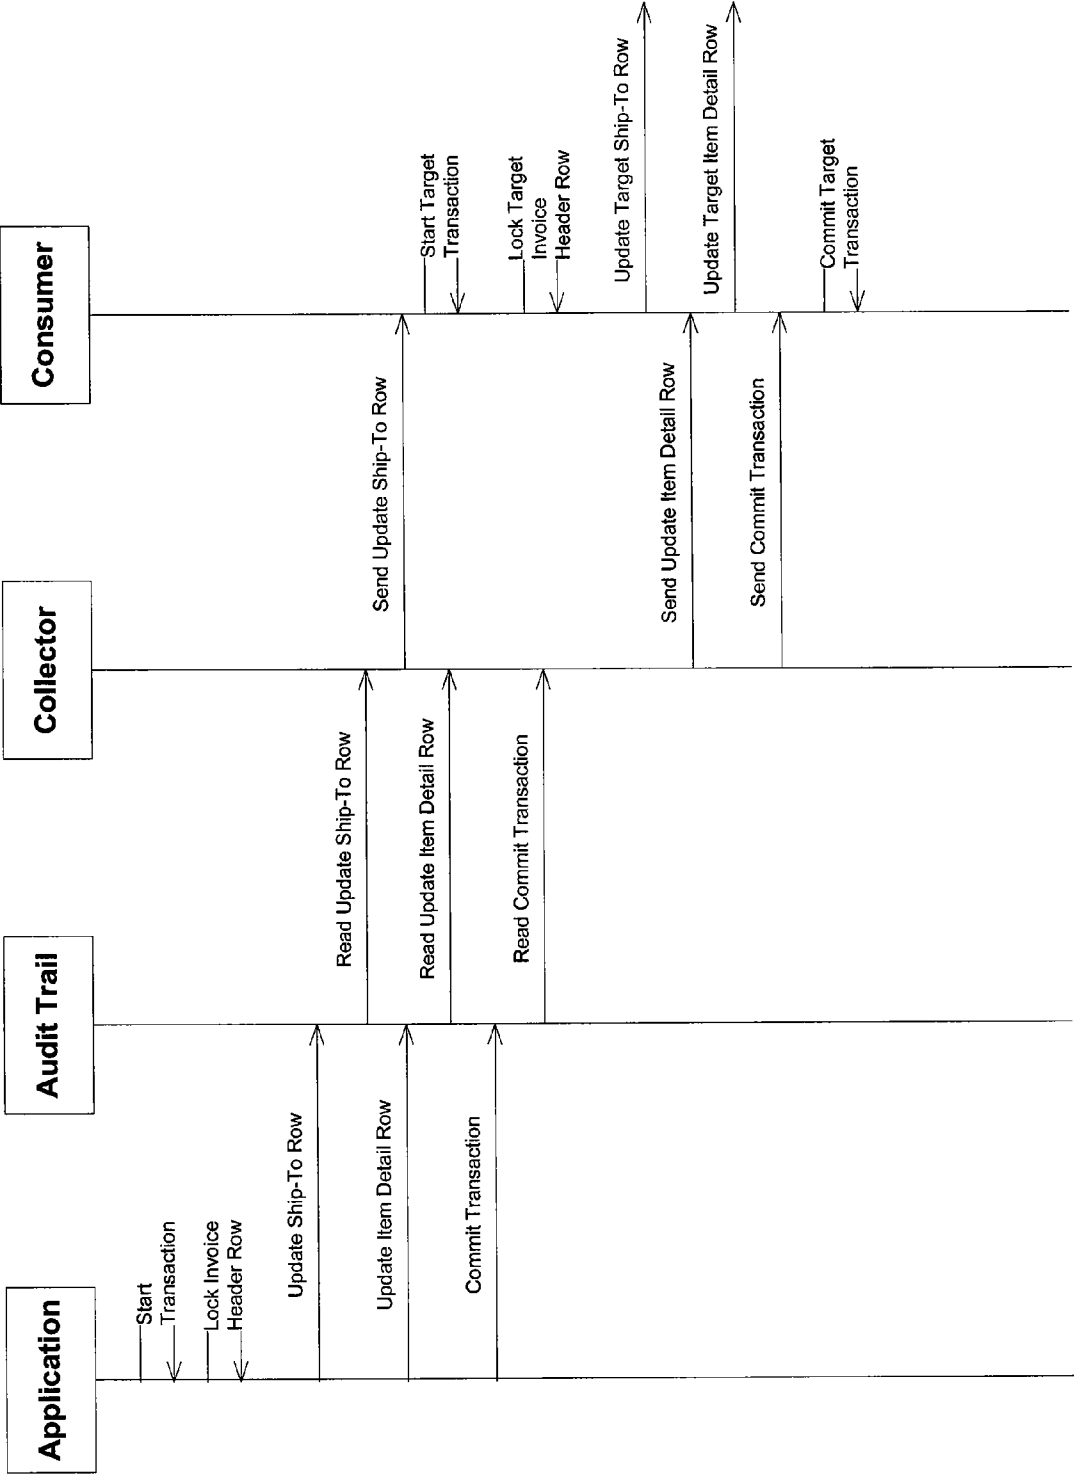 Application
Audit Trail
Collector
Consumer
Start
Transaction
Lock Invoice
Header Row
Update Ship-To Row
Read Update Ship-To Row
Send Update Ship-To Row
Update Item Detail Row
Start Target
Transaction
Read Update Item Detail Row
Commit Transaction
Lock Target
Invoice
Header Row
Read Commit Transaction
Update Target Ship-To Row
Send Update Item Detail Row
Update Target Item Detail Row
Send Commit Transaction
Commit Target
Transaction